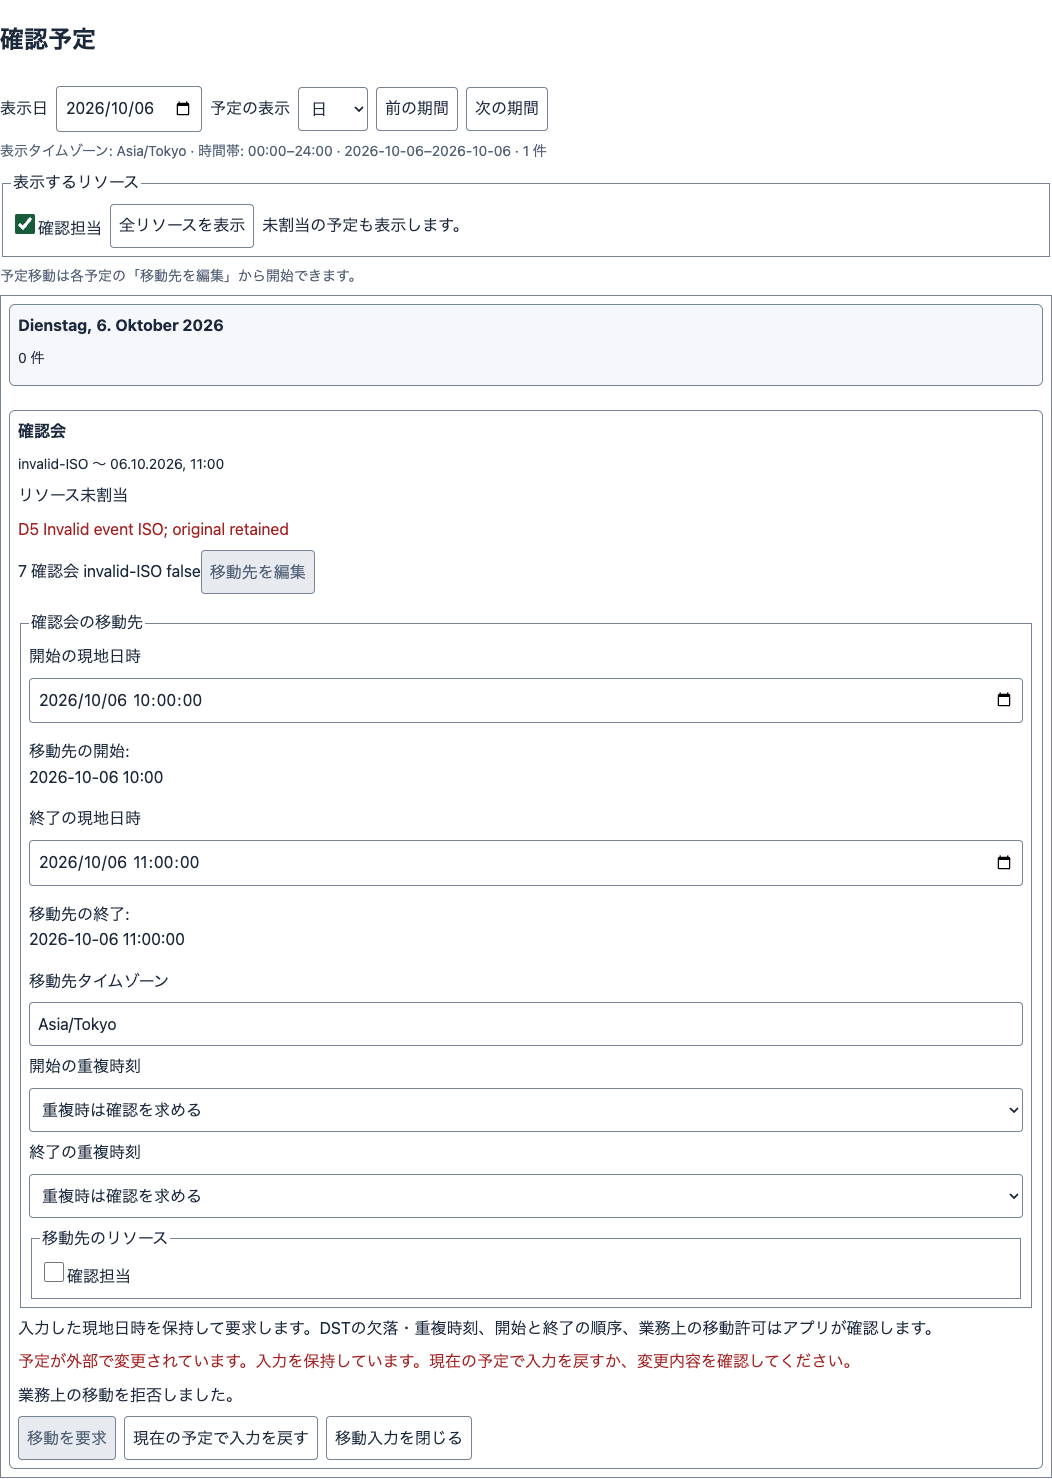 確認予定
表示日 2026/10/06 予定の表示 日 前の期間 次の期間
表示タイムゾーン: Asia/Tokyo · 時間帯: 00:00–24:00 · 2026-10-06–2026-10-06 · 1 件
表示するリソース
確認担当 全リソースを表示 未割当の予定も表示します。
予定移動は各予定の「移動先を編集」から開始できます。
Dienstag, 6. Oktober 2026
0 件
確認会
invalid-ISO 〜 06.10.2026, 11:00
リソース未割当
D5 Invalid event ISO; original retained
7 確認会 invalid-ISO false 移動先を編集
確認会の移動先
開始の現地日時
2026/10/06 10:00:00
移動先の開始:
2026-10-06 10:00
終了の現地日時
2026/10/06 11:00:00
移動先の終了:
2026-10-06 11:00:00
移動先タイムゾーン
Asia/Tokyo
開始の重複時刻
重複時は確認を求める
終了の重複時刻
重複時は確認を求める
移動先のリソース
確認担当
入力した現地日時を保持して要求します。DSTの欠落・重複時刻、開始と終了の順序、業務上の移動許可はアプリが確認します。
予定が外部で変更されています。入力を保持しています。現在の予定で入力を戻すか、変更内容を確認してください。
業務上の移動を拒否しました。
移動を要求 現在の予定で入力を戻す 移動入力を閉じる